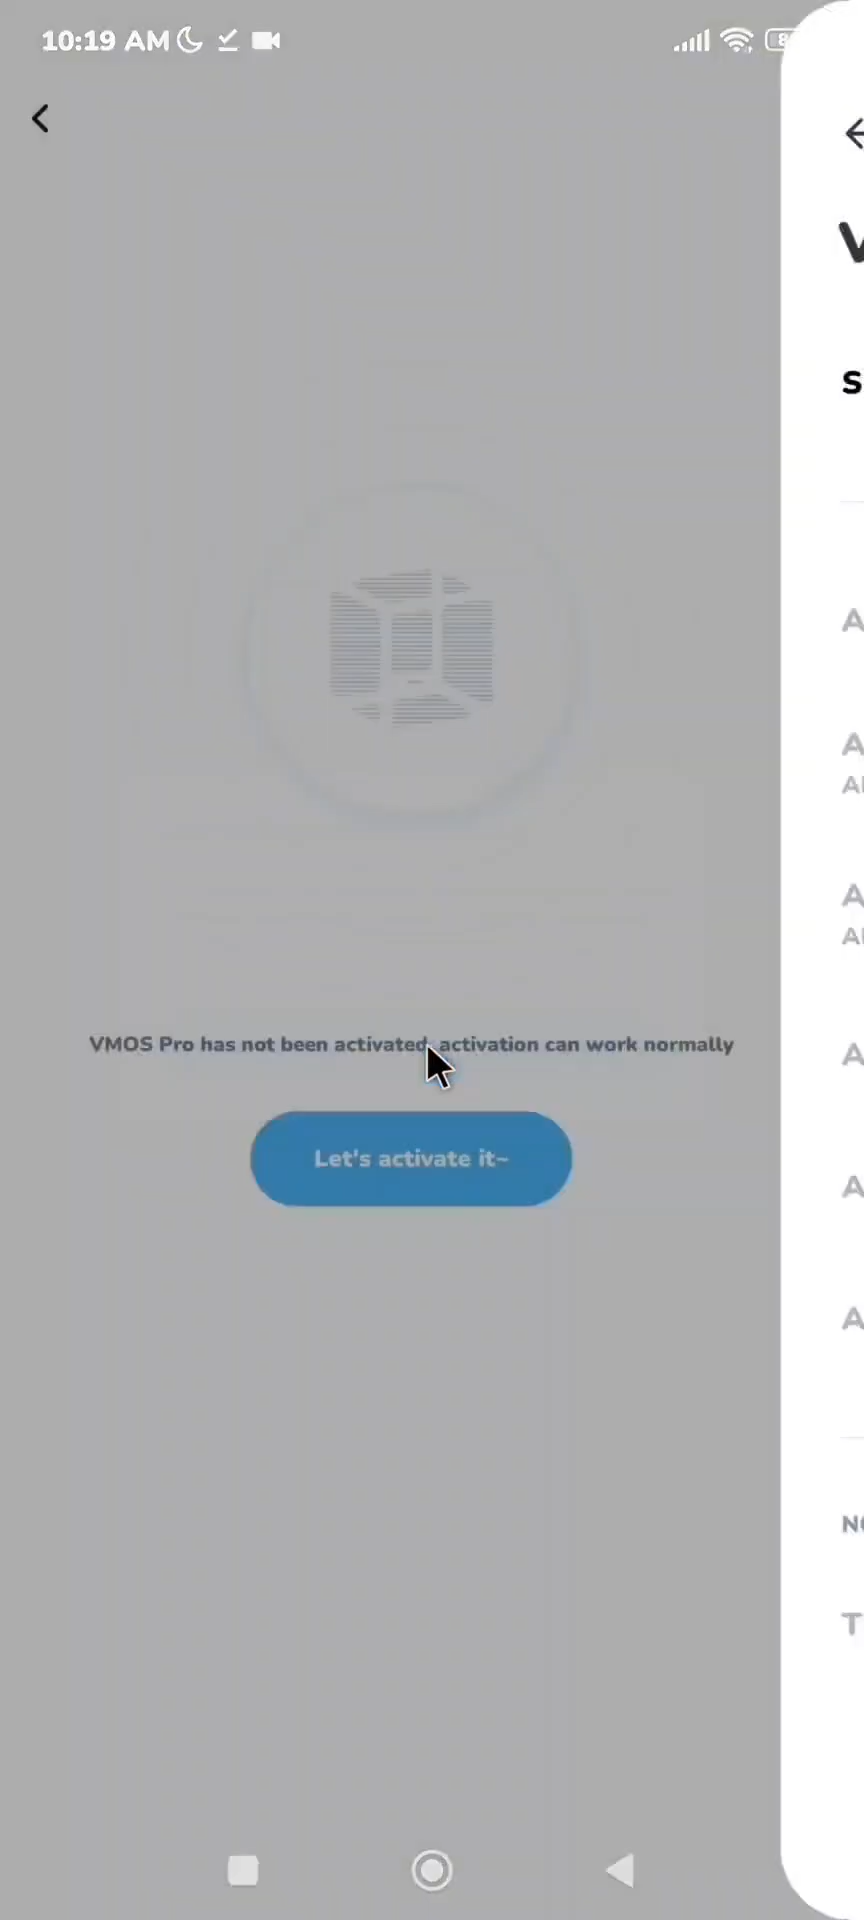 10:19 AM
VMOS Pro has not been activated, activation can work normally
Let's activate it~